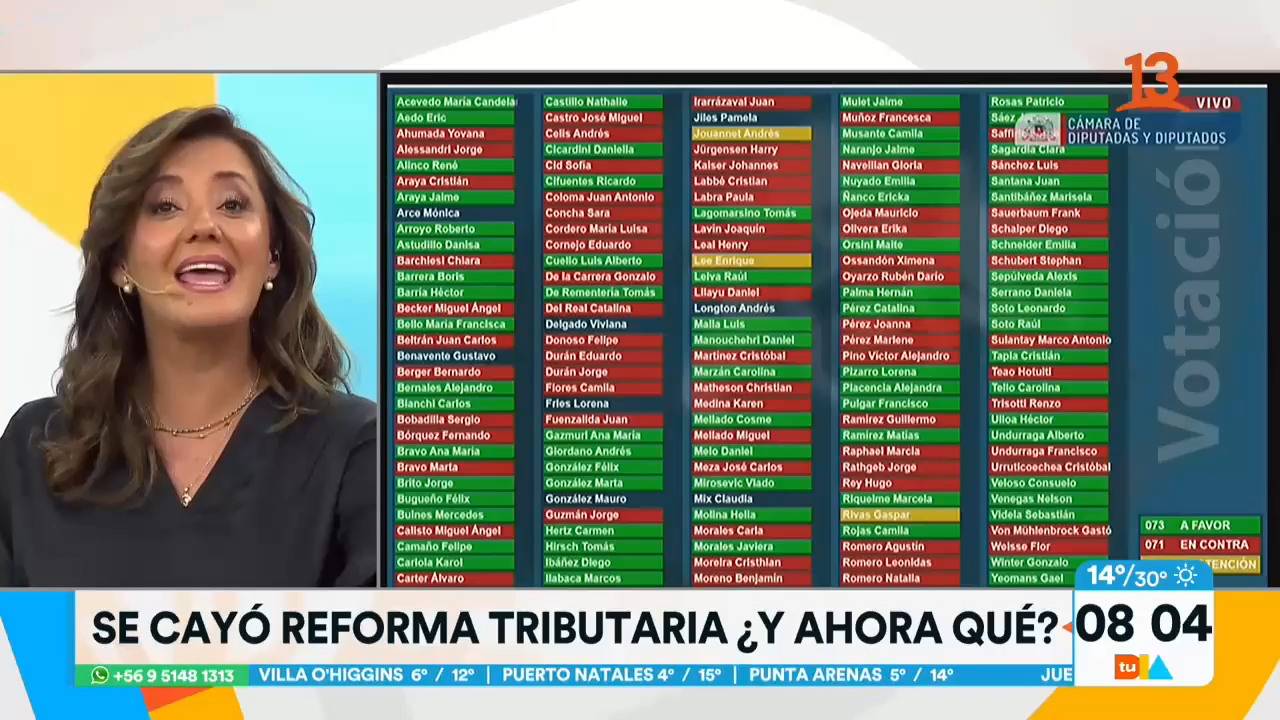 13
VIVO
CÁMARA DE
DIPUTADAS Y DIPUTADOS
Acevedo María Candela
Aedo Eric
Ahumada Yovana
Alessandri Jorge
Alinco René
Araya Cristián
Araya Jaime
Arce Mónica
Arroyo Roberto
Astudillo Danisa
Barchiesi Chiara
Barrera Boris
Barría Héctor
Becker Miguel Ángel
Bello María Francisca
Beltrán Juan Carlos
Benavente Gustavo
Berger Bernardo
Bernales Alejandro
Bianchi Carlos
Bobadilla Sergio
Bórquez Fernando
Bravo Ana María
Bravo Marta
Brito Jorge
Bugueño Félix
Bulnes Mercedes
Calisto Miguel Ángel
Camaño Felipe
Cariola Karol
Carter Álvaro
Castillo Nathalie
Castro José Miguel
Celis Andrés
Cicardini Daniella
Cid Sofía
Cifuentes Ricardo
Coloma Juan Antonio
Concha Sara
Cordero María Luisa
Cornejo Eduardo
Cuello Luis Alberto
De la Carrera Gonzalo
De Rementería Tomás
Del Real Catalina
Delgado Viviana
Donoso Felipe
Durán Eduardo
Durán Jorge
Flores Camila
Fries Lorena
Fuenzalida Juan
Gazmuri Ana María
Giordano Andrés
González Félix
González Marta
González Mauro
Guzmán Jorge
Hertz Carmen
Hirsch Tomás
Ibáñez Diego
Ilabaca Marcos
Irarrázaval Juan
Jiles Pamela
Jouannet Andrés
Jürgensen Harry
Kaiser Johannes
Labbé Cristian
Labra Paula
Lagomarsino Tomás
Lavín Joaquín
Leal Henry
Lee Enrique
Leiva Raúl
Lilayu Daniel
Longton Andrés
Malla Luis
Manouchehri Daniel
Martínez Cristóbal
Marzán Carolina
Matheson Christian
Medina Karen
Mellado Cosme
Mellado Miguel
Melo Daniel
Meza José Carlos
Mirosevic Vlado
Mix Claudia
Molina Helia
Morales Carla
Morales Javiera
Moreira Cristhian
Moreno Benjamin
Mulet Jaime
Muñoz Francesca
Musante Camila
Naranjo Jaime
Naveillan Gloria
Nuyado Emilia
Ñanco Ericka
Ojeda Mauricio
Olivera Erika
Orsini Maite
Ossandón Ximena
Oyarzo Rubén Darío
Palma Hernán
Pérez Catalina
Pérez Joanna
Pérez Marlene
Pino Víctor Alejandro
Pizarro Lorena
Placencia Alejandra
Pulgar Francisco
Ramírez Guillermo
Ramírez Matías
Raphael Marcia
Rathgeb Jorge
Rey Hugo
Riquelme Marcela
Rivas Gaspar
Rojas Camila
Romero Agustín
Romero Leonidas
Romero Natalia
Rosas Patricio
Sáez
Saffi
Sagardia Clara
Sánchez Luis
Santana Juan
Santibáñez Marisela
Sauerbaum Frank
Schalper Diego
Schneider Emilia
Schubert Stephan
Sepúlveda Alexis
Serrano Daniela
Soto Leonardo
Soto Raúl
Sulantay Marco Antonio
Tapia Cristián
Teao Hotuiti
Tello Carolina
Trisotti Renzo
Ulloa Héctor
Undurraga Alberto
Undurraga Francisco
Urruticoechea Cristóbal
Veloso Consuelo
Venegas Nelson
Videla Sebastián
Von Mühlenbrock Gastó
Weisse Flor
Winter Gonzalo
Yeomans Gael
Votació
073 A FAVOR
071 EN CONTRA
TENCIÓN
14°/30°
SE CAYÓ REFORMA TRIBUTARIA ¿Y AHORA QUÉ?
08 04
tu DÍA
+56 9 5148 1313
VILLA O'HIGGINS 6° / 12° | PUERTO NATALES 4° / 15° | PUNTA ARENAS 5° / 14° JUE